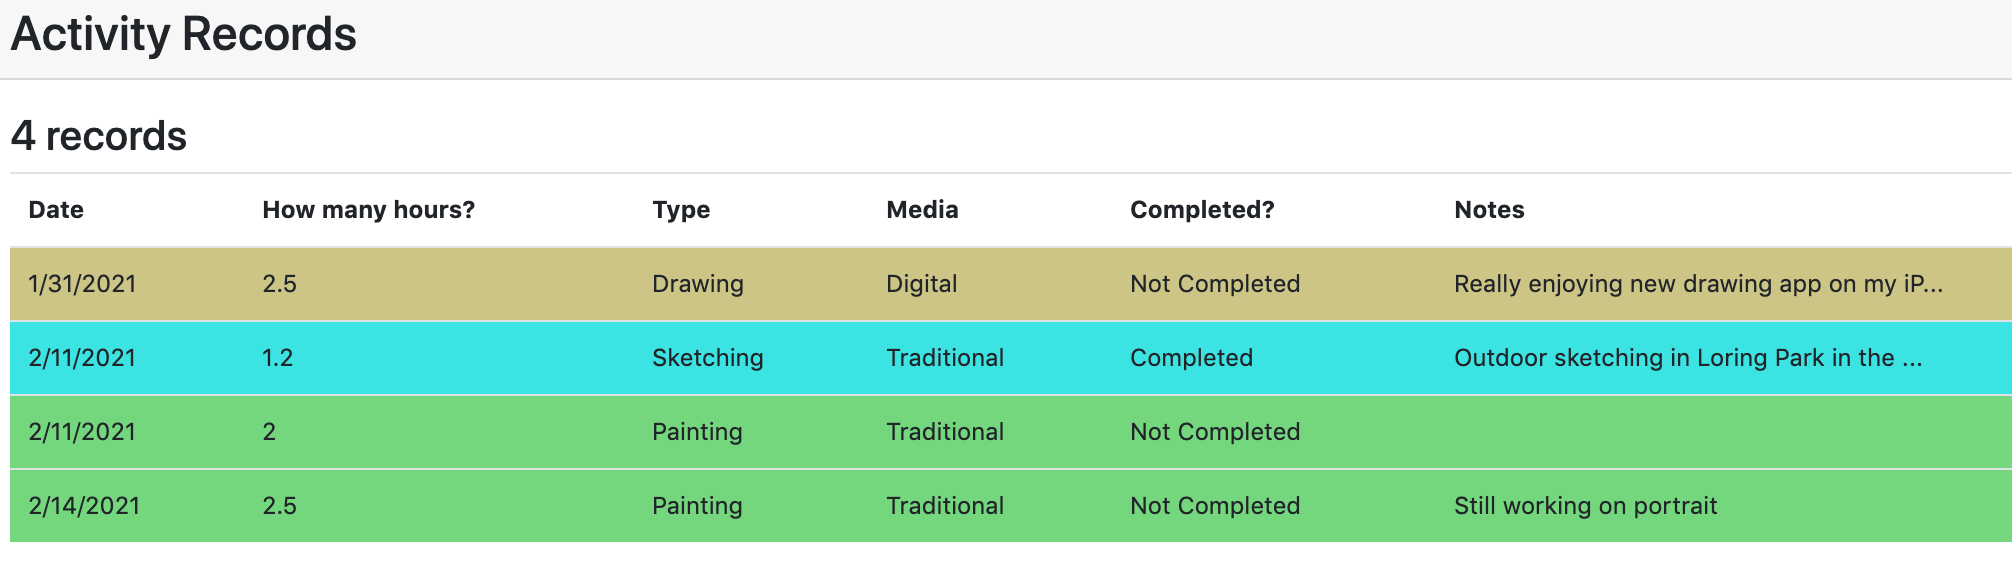 Activity Records
4 records
Date How many hours? Type Media Completed? Notes
1/31/2021 2.5 Drawing Digital Not Completed Really enjoying new drawing app on my iP...
2/11/2021 1.2 Sketching Traditional Completed Outdoor sketching in Loring Park in the ...
2/11/2021 2 Painting Traditional Not Completed
2/14/2021 2.5 Painting Traditional Not Completed Still working on portrait